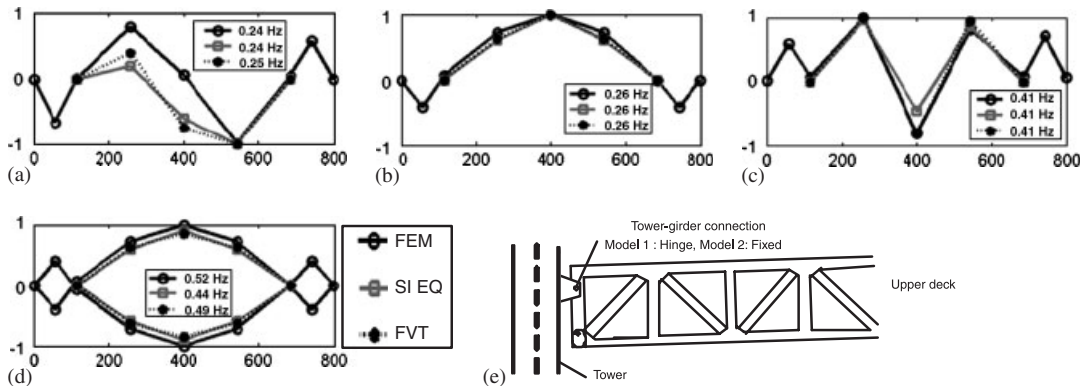 1
0
-1
0 200 400 600 800
0.24 Hz
0.24 Hz
0.25 Hz
(a)
1
0
-1
0 200 400 600 800
0.26 Hz
0.26 Hz
0.26 Hz
(b)
1
0
-1
0 200 400 600 800
0.41 Hz
0.41 Hz
0.41 Hz
(c)
1
0
-1
0 200 400 600 800
0.52 Hz
0.44 Hz
0.49 Hz
(d)
FEM
SI EQ
FVT
Tower-girder connection
Model 1 : Hinge, Model 2: Fixed
Upper deck
Tower
(e)